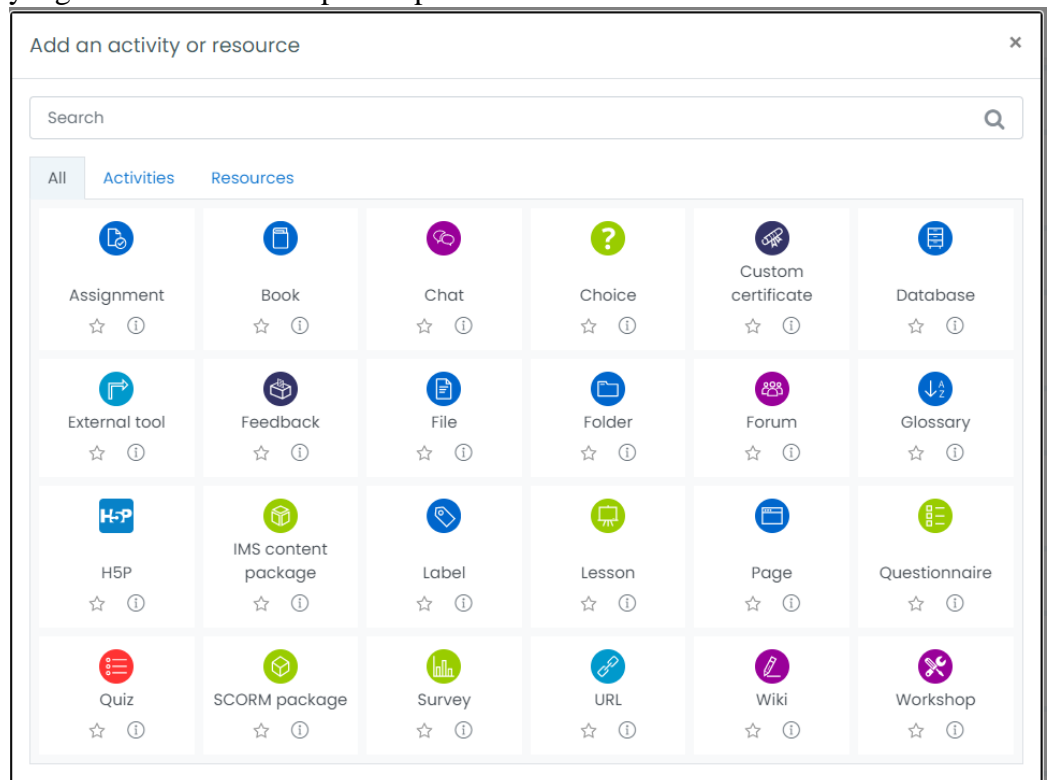 Add an activity or resource ×
Search
All Activities Resources
Custom
Assignment Book Chat Choice certificate Database
External tool Feedback File Folder Forum Glossary
H5P
IMS content
H5P package Label Lesson Page Questionnaire
Quiz SCORM package Survey URL Wiki Workshop